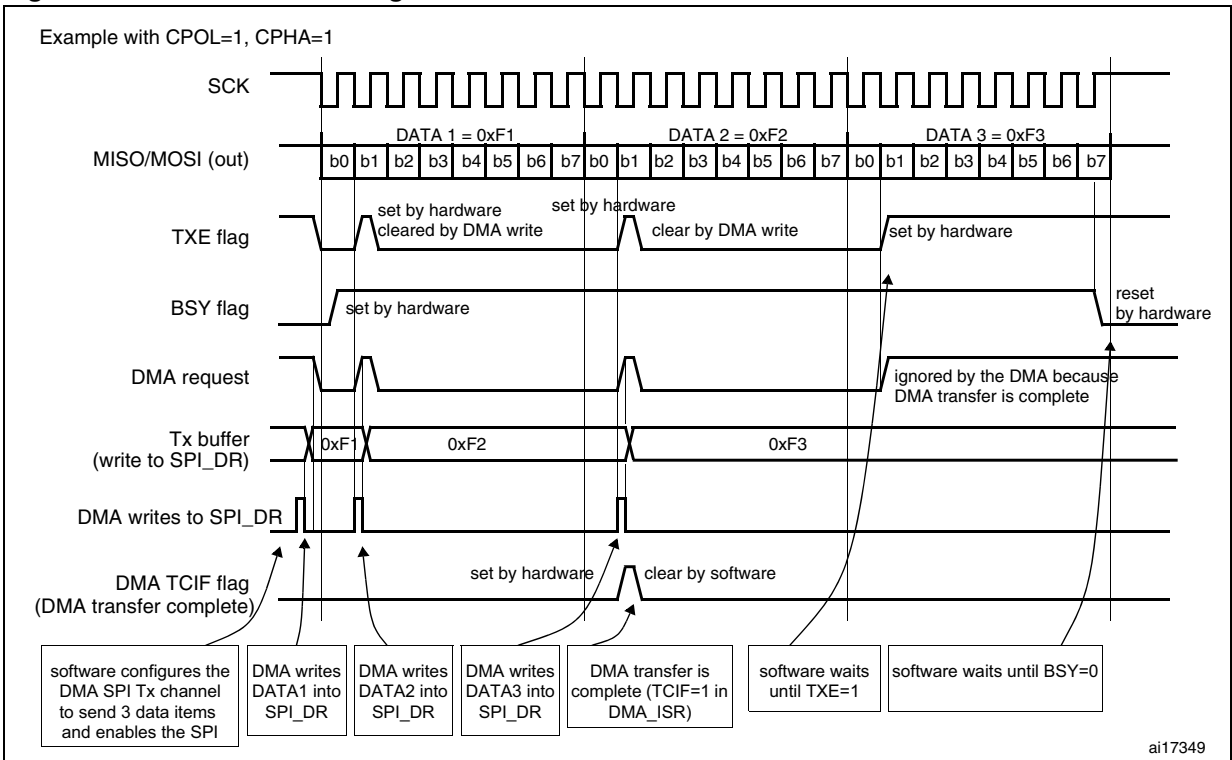 Example with CPOL=1, CPHA=1
SCK
DATA 1 = 0xF1
DATA 2 = 0xF2
DATA 3 = 0xF3
MISO/MOSI (out)
b0 b1 b2 b3 b4 b5 b6 b7 b0 b1 b2 b3 b4 b5 b6 b7 b0 b1 b2 b3 b4 b5 b6 b7
TXE flag
set by hardware
cleared by DMA write
set by hardware
clear by DMA write
set by hardware
BSY flag
set by hardware
reset
by hardware
DMA request
ignored by the DMA because
DMA transfer is complete
Tx buffer
(write to SPI_DR)
0xF1
0xF2
0xF3
DMA writes to SPI_DR
DMA TCIF flag
(DMA transfer complete)
set by hardware
clear by software
software configures the
DMA SPI Tx channel
to send 3 data items
and enables the SPI
DMA writes
DATA1 into
SPI_DR
DMA writes
DATA2 into
SPI_DR
DMA writes
DATA3 into
SPI_DR
DMA transfer is
complete (TCIF=1 in
DMA_ISR)
software waits
until TXE=1
software waits until BSY=0
ai17349